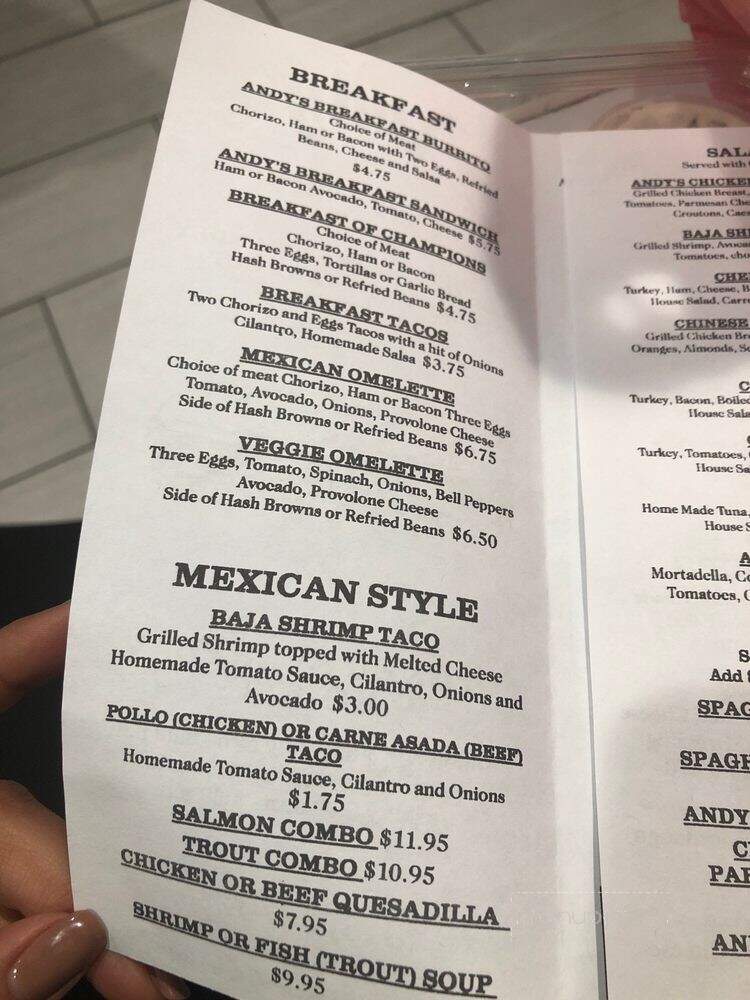 BREAKFAST
ANDY'S BREAKFAST BURRITO
Choice of Meat
Chorizo, Ham or Bacon with Two Eggs, Refried
Beans, Cheese and Salsa
$4.75
ANDY'S BREAKFAST SANDWICH
Ham or Bacon Avocado, Tomato, Cheese $5.75
BREAKFAST OF CHAMPIONS
Choice of Meat
Chorizo, Ham or Bacon
Three Eggs, Tortillas or Garlic Bread
Hash Browns or Refried Beans $4.75
BREAKFAST TACOS
Two Chorizo and Eggs Tacos with a hit of Onions
Cilantro, Homemade Salsa $3.75
MEXICAN OMELETTE
Choice of meat Chorizo, Ham or Bacon Three Eggs
Tomato, Avocado, Onions, Provolone Cheese
Side of Hash Browns or Refried Beans $6.75
VEGGIE OMELETTE
Three Eggs, Tomato, Spinach, Onions, Bell Peppers
Avocado, Provolone Cheese
Side of Hash Browns or Refried Beans $6.50
MEXICAN STYLE
BAJA SHRIMP TACO
Grilled Shrimp topped with Melted Cheese
Homemade Tomato Sauce, Cilantro, Onions and
Avocado $3.00
POLLO (CHICKEN) OR CARNE ASADA (BEEF)
TACO
Homemade Tomato Sauce, Cilantro and Onions
$1.75
SALMON COMBO $11.95
TROUT COMBO $10.95
CHICKEN OR BEEF QUESADILLA
$7.95
SHRIMP OR FISH (TROUT) SOUP
$9.95
Served with
ANDY'S
Grilled Chicken Breast,
Tomatoes, Parmesan
Croutons,
BAJA
Grilled Shrimp,
Tomatoes,
Turkey, Ham, Cheese,
House Salad,
CHINESE
Grilled Chicken
Oranges, Almonds,
Turkey, Bacon,
House
Turkey, Tomatoes,
House
Home Made Tuna,
House
Mortadella,
Tomatoes,
Add
ANDY